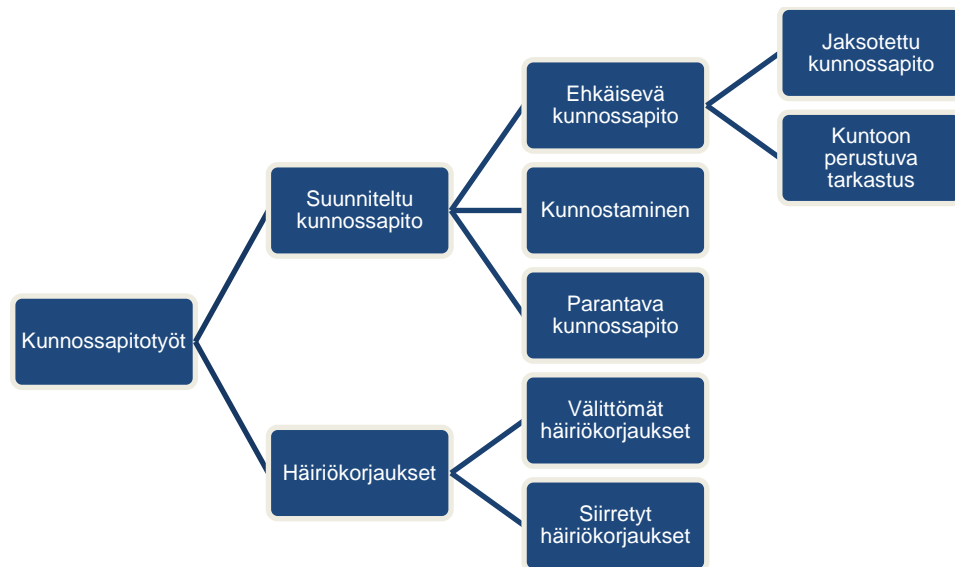 Jaksotettu
kunnossapito
Ehkäisevä
kunnossapito
Kuntoon
perustuva
tarkastus
Suunniteltu
kunnossapito
Kunnostaminen
Parantava
kunnossapito
Kunnossapitotyöt
Välittömät
häiriökorjaukset
Häiriökorjaukset
Siirretyt
häiriökorjaukset